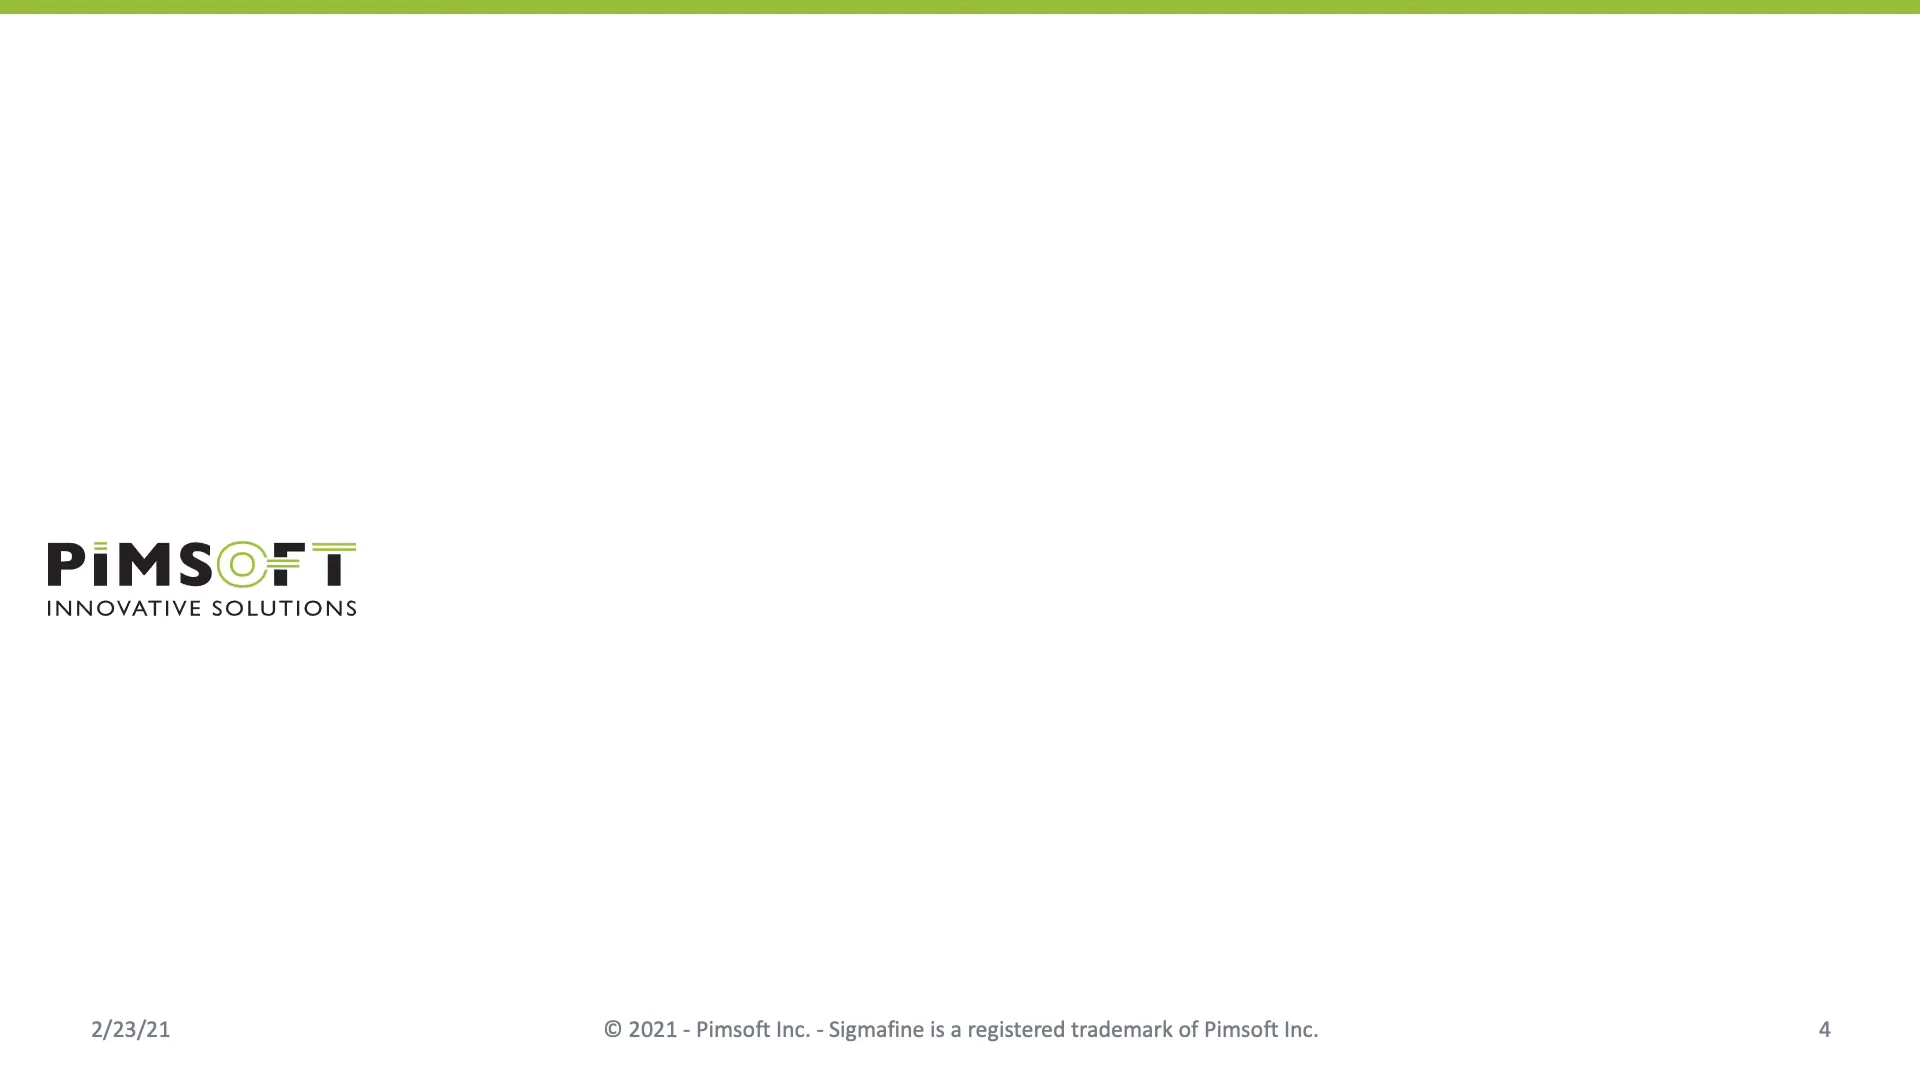 PiMSOFT
INNOVATIVE SOLUTIONS
2/23/21
© 2021 - Pimsoft Inc. - Sigmafine is a registered trademark of Pimsoft Inc.
4